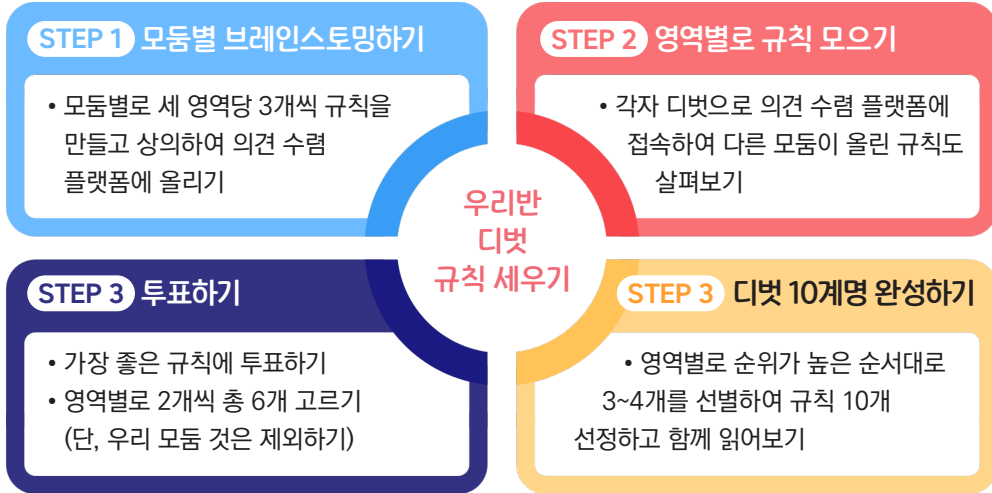 STEP 1 모둠별 브레인스토밍하기
• 모둠별로 세 영역당 3개씩 규칙을
만들고 상의하여 의견 수렴
플랫폼에 올리기
STEP 2 영역별로 규칙 모으기
• 각자 디벗으로 의견 수렴 플랫폼에
접속하여 다른 모둠이 올린 규칙도
살펴보기
우리반
디벗
규칙 세우기
STEP 3 투표하기
• 가장 좋은 규칙에 투표하기
• 영역별로 2개씩 총 6개 고르기
(단, 우리 모둠 것은 제외하기)
STEP 3 디벗 10계명 완성하기
• 영역별로 순위가 높은 순서대로
3~4개를 선별하여 규칙 10개
선정하고 함께 읽어보기